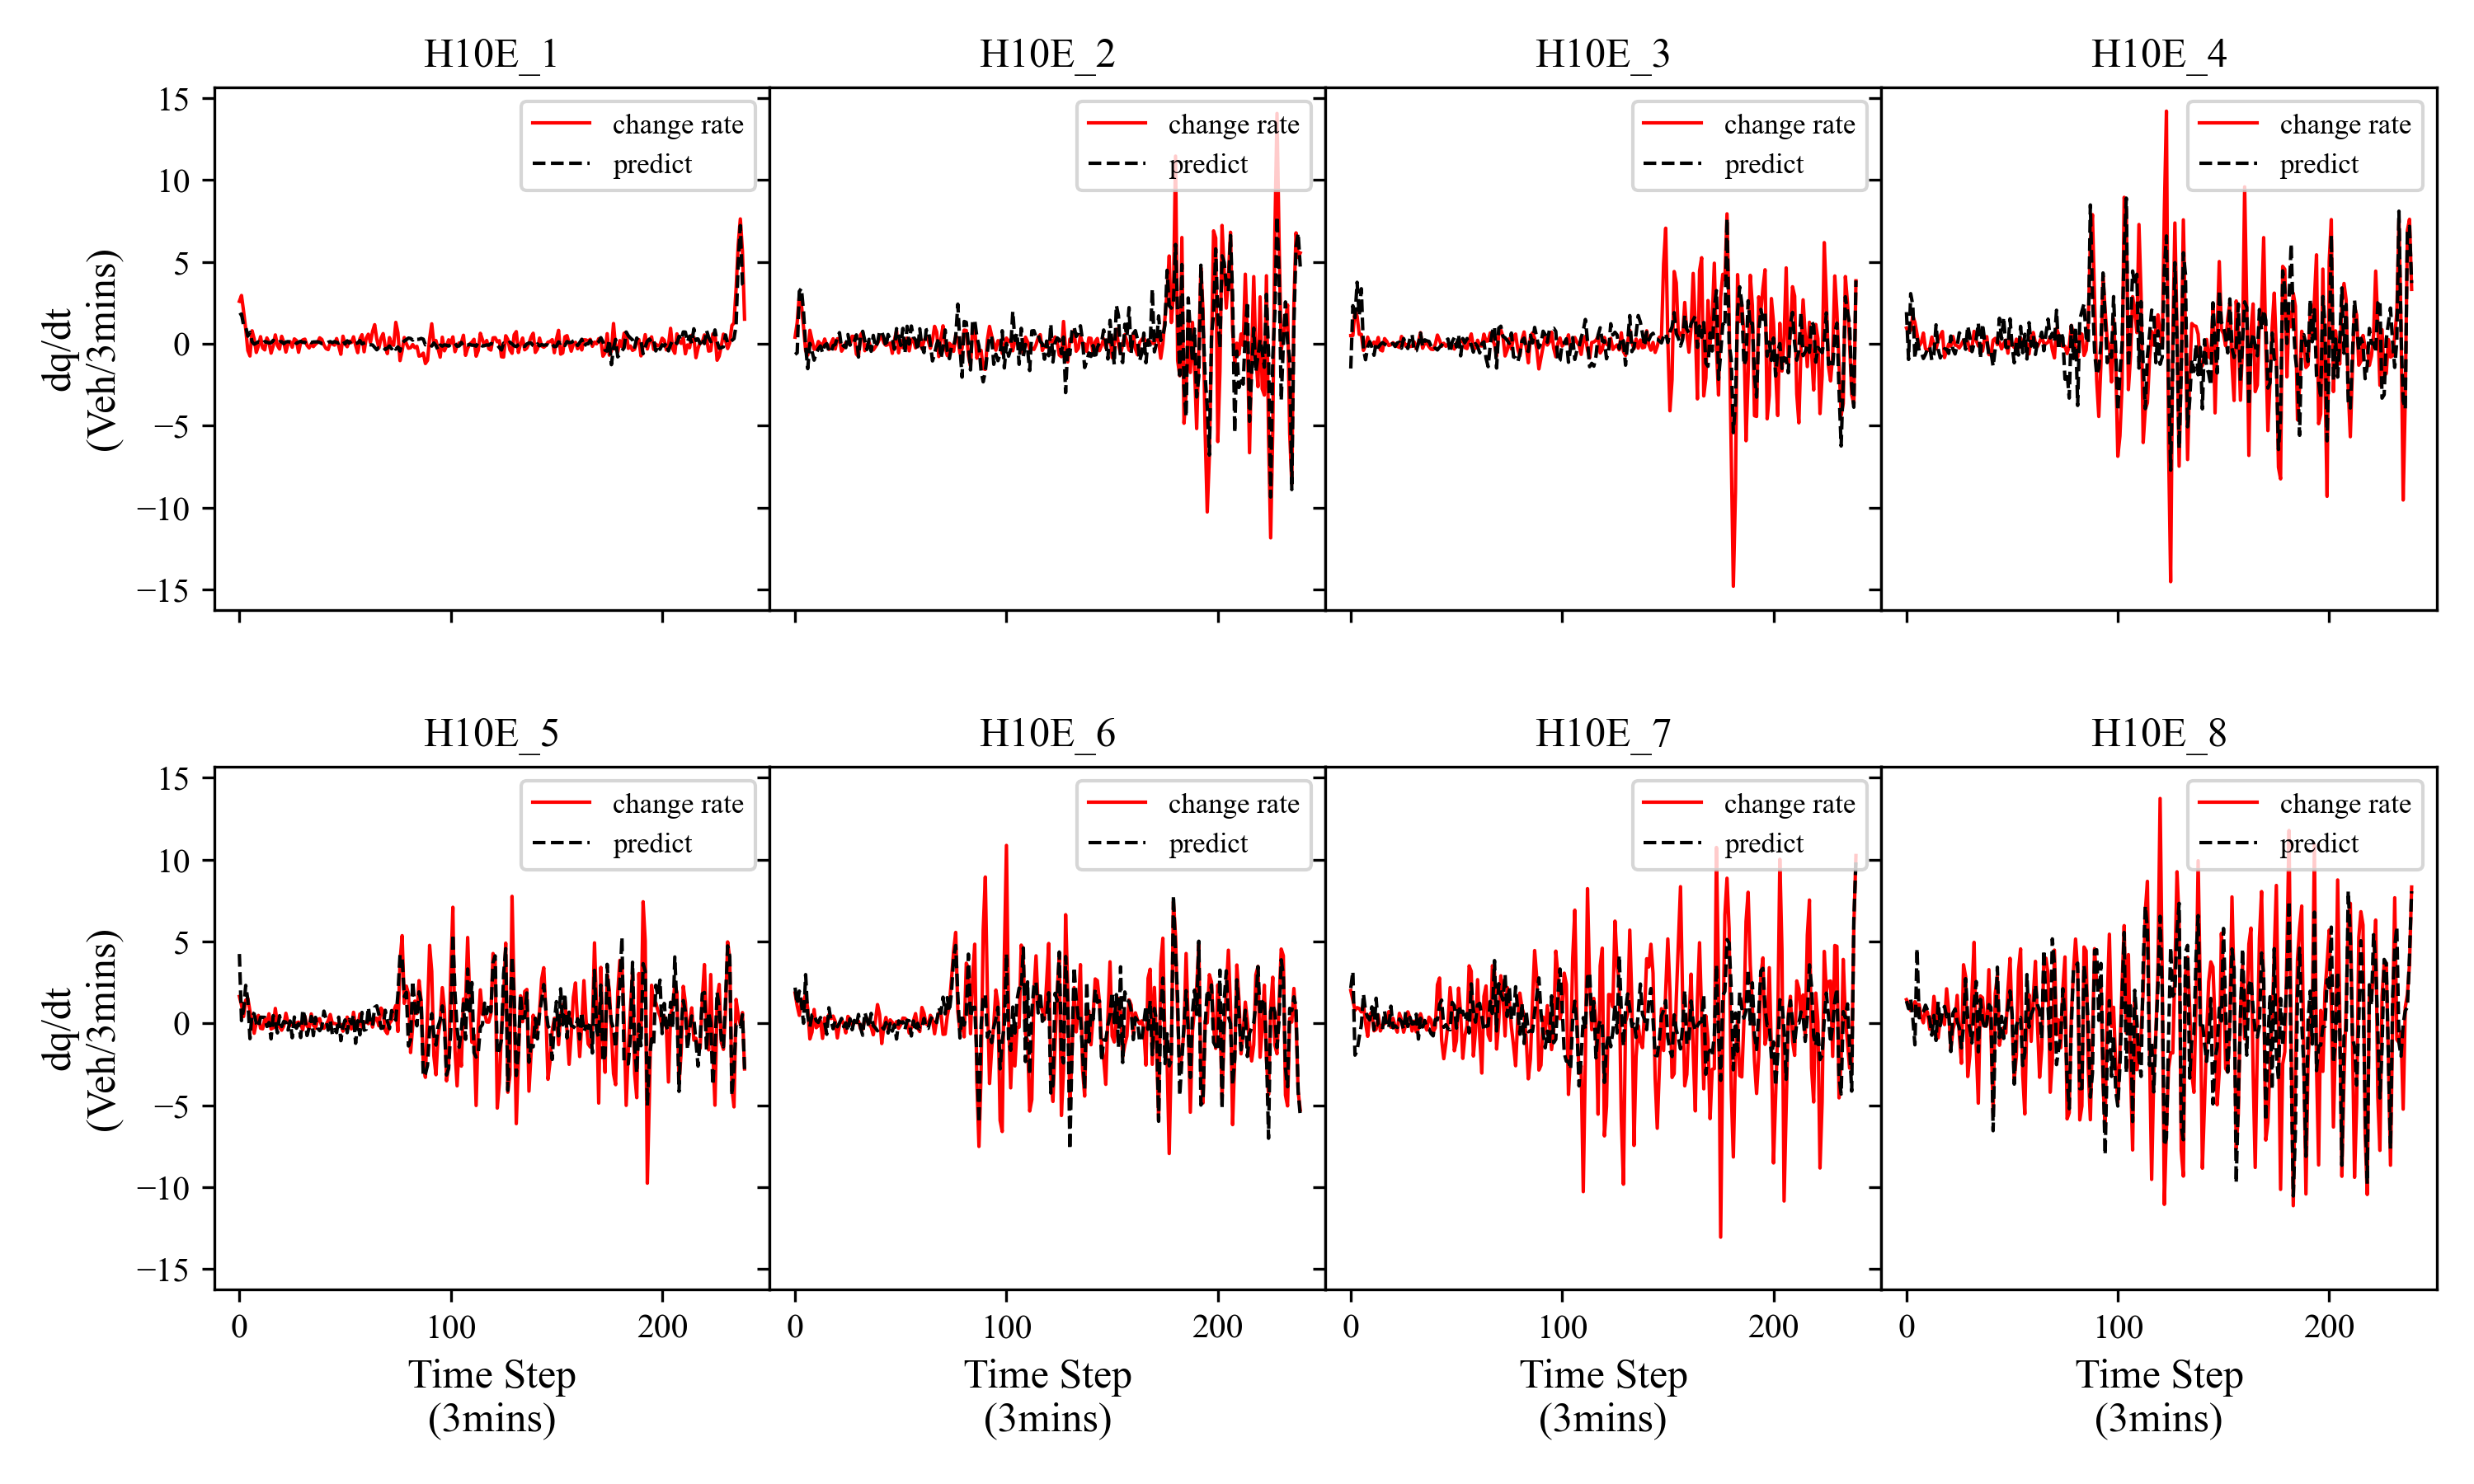 H10E_1 H10E_2 H10E_3 H10E_4
dq/dt
(Veh/3mins)
15
10
5
0
−5
−10
−15
change rate
predict
change rate
predict
change rate
predict
change rate
predict
H10E_5 H10E_6 H10E_7 H10E_8
dq/dt
(Veh/3mins)
15
10
5
0
−5
−10
−15
change rate
predict
change rate
predict
change rate
predict
change rate
predict
0 100 200 0 100 200 0 100 200 0 100 200
Time Step
(3mins)
Time Step
(3mins)
Time Step
(3mins)
Time Step
(3mins)